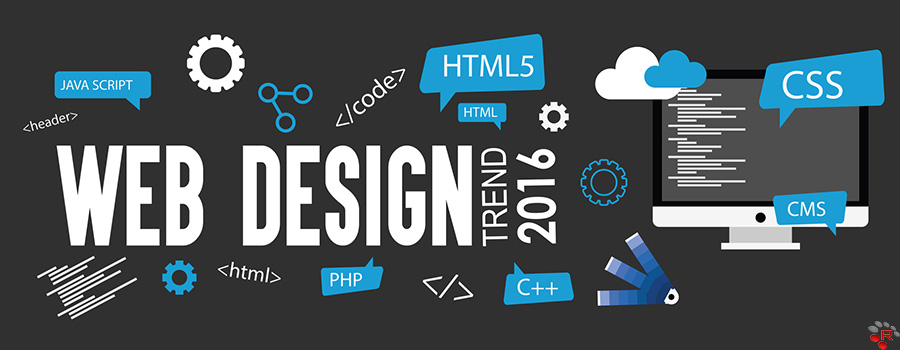 JAVA SCRIPT
<header>
</code>
HTML5
HTML
CSS
WEB DESIGN
TREND
2016
CMS
<html>
PHP
</>
C++
R